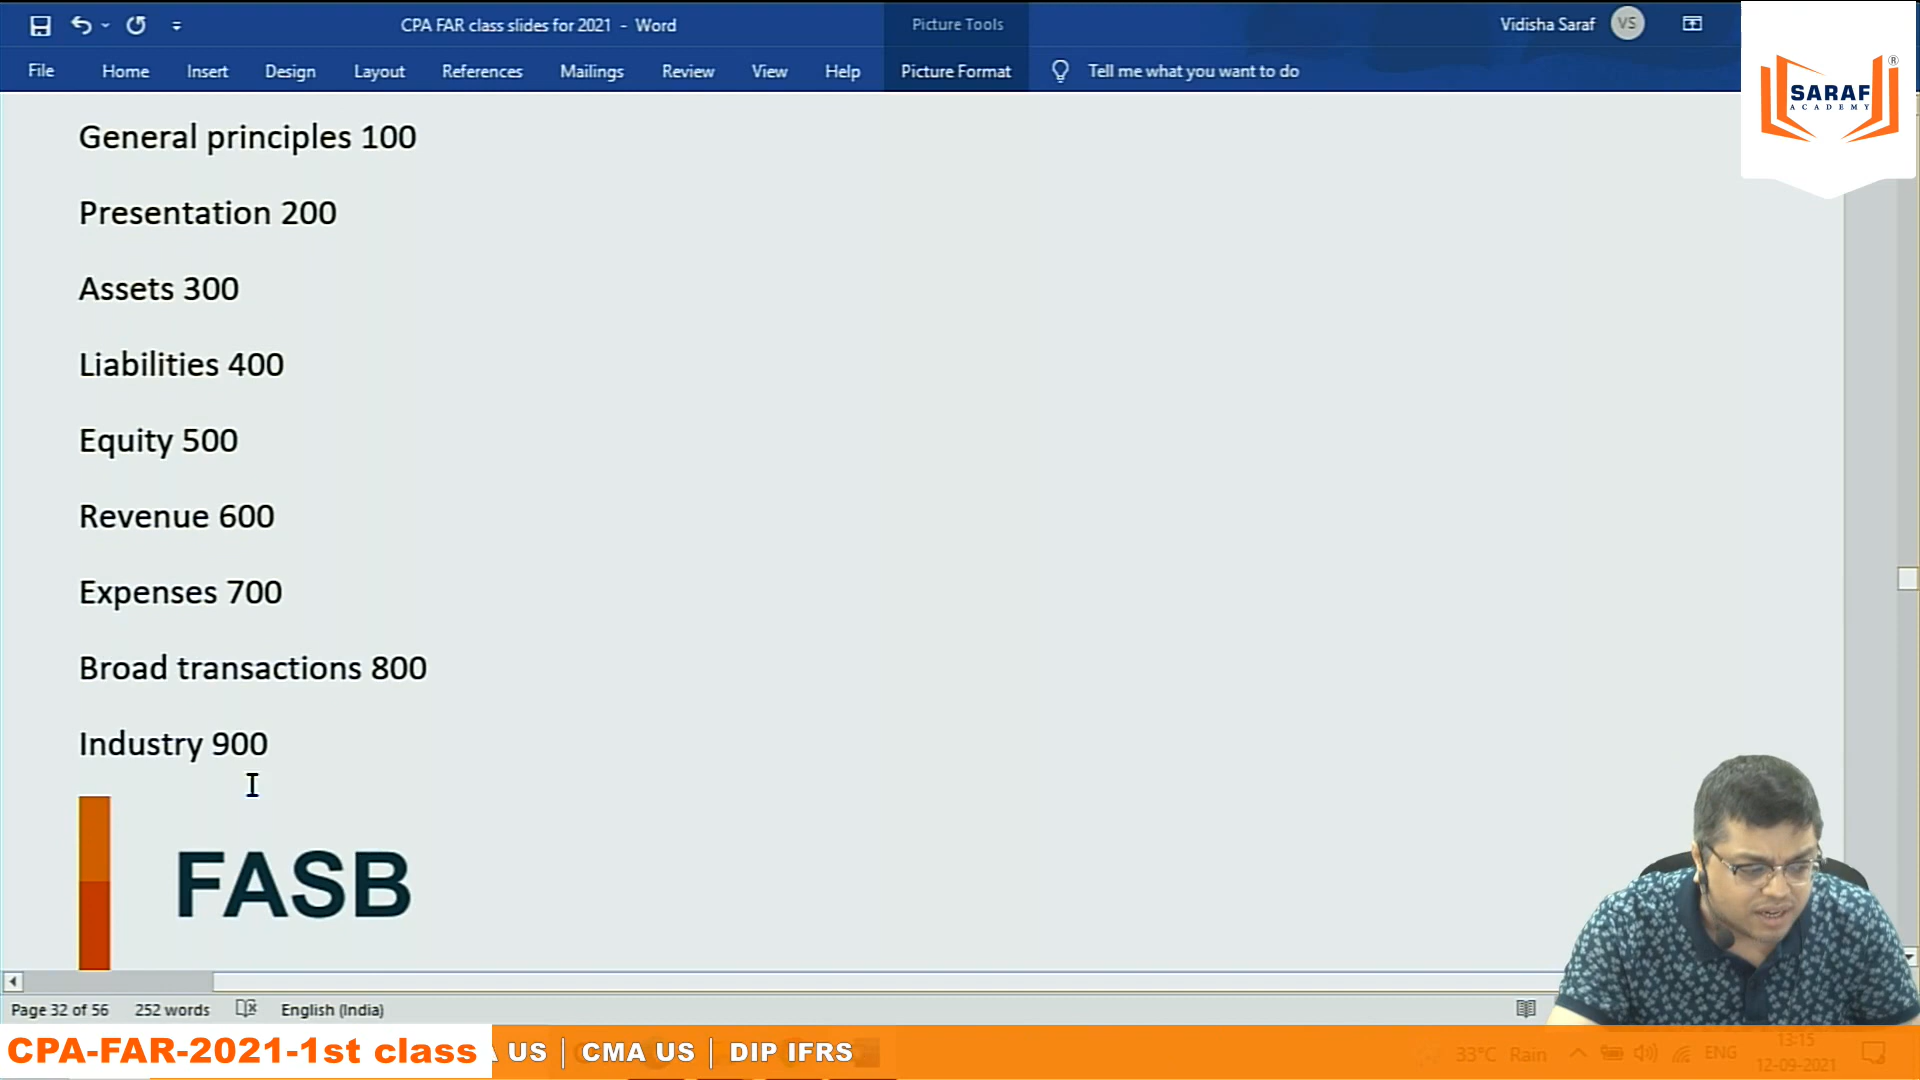 CPA FAR class slides for 2021 - Word
Picture Tools
Vidisha Saraf
VS
File
Home
Insert
Design
Layout
References
Mailings
Review
View
Help
Picture Format
Tell me what you want to do
SARAF
ACADEMY
®
General principles 100
Presentation 200
Assets 300
Liabilities 400
Equity 500
Revenue 600
Expenses 700
Broad transactions 800
Industry 900
FASB
Page 32 of 56
252 words
English (India)
CPA-FAR-2021-1st class
A US | CMA US | DIP IFRS
33°C Rain
ENG
13:15
12-09-2021